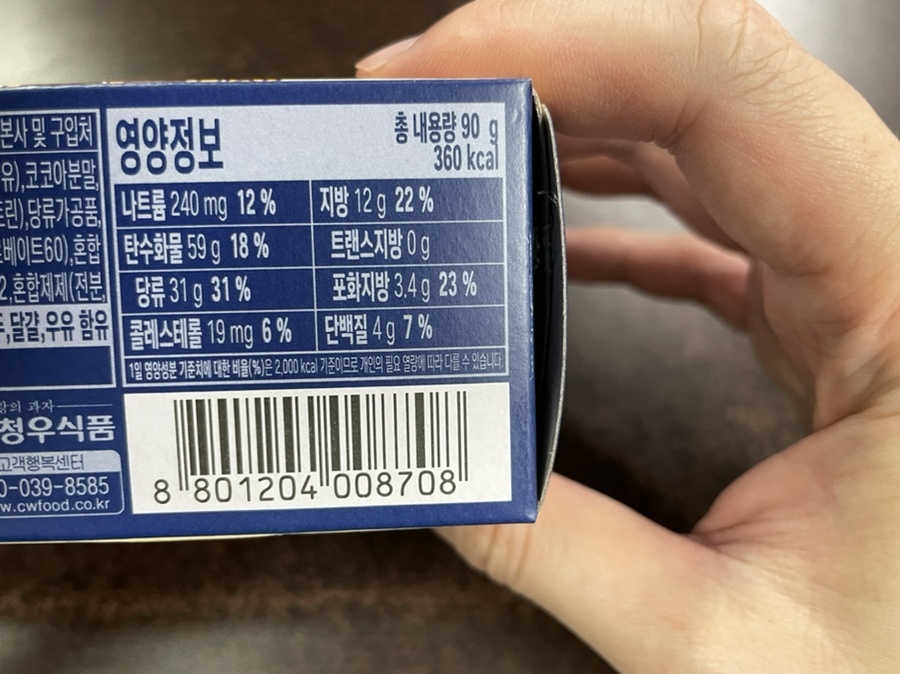 본사 및 구입처
유),코코아분말,
당류가공품,
베이트60),혼합
2,혼합제제(전분,
달걀,우유 함유
영양정보
총 내용량 90 g
360 kcal
나트륨 240 mg 12 %
지방 12 g 22 %
탄수화물 59 g 18 %
트랜스지방 0 g
당류 31 g 31 %
포화지방 3.4 g 23 %
콜레스테롤 19 mg 6 %
단백질 4 g 7 %
1일 영양성분 기준치에 대한 비율(%)은 2,000 kcal 기준이므로 개인의 필요 열량에 따라 다를 수 있습니다.
의 과자
청우식품
고객행복센터
0-039-8585
w.cwfood.co.kr
8 801204 008708